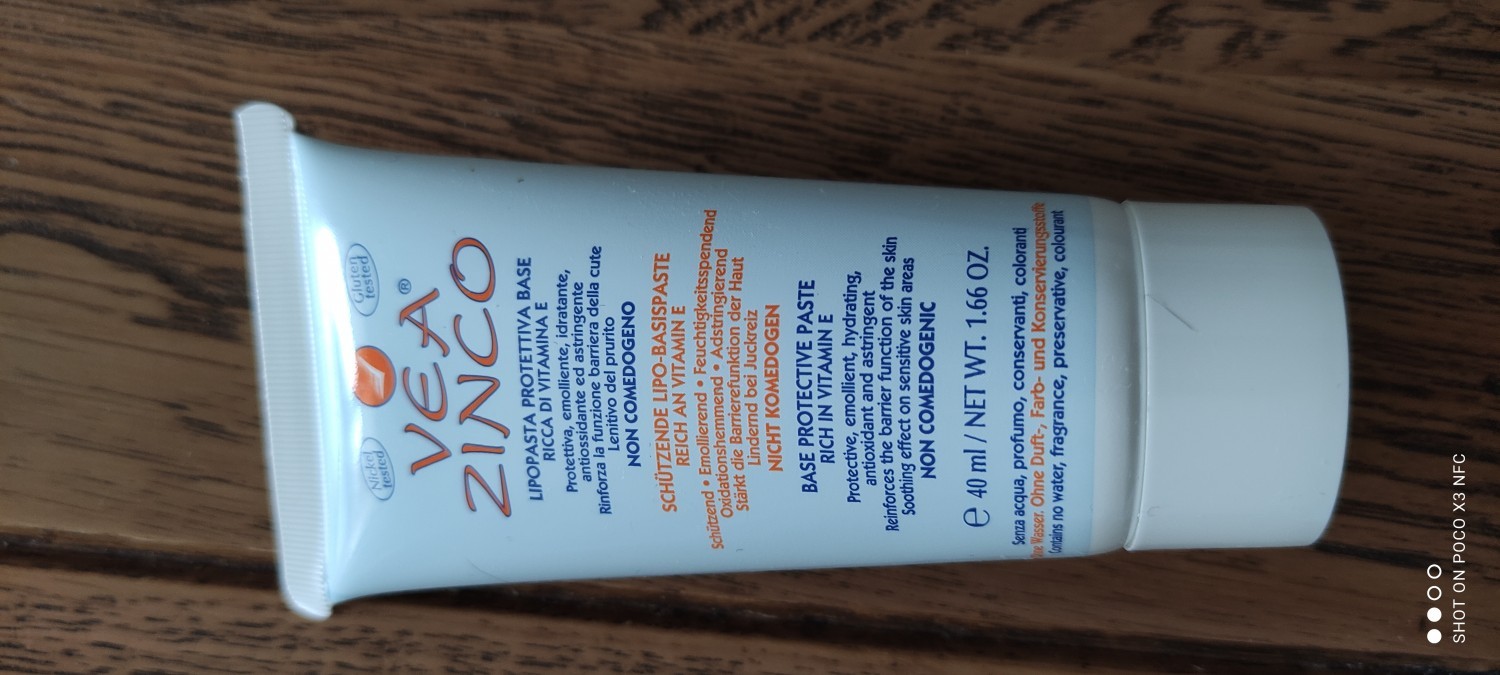 Nickel
tested
Gluten
tested
VEA®
ZINCO
LIPOPASTA PROTETTIVA BASE
RICCA DI VITAMINA E
Protettiva, emolliente, idratante,
antiossidante ed astringente
Rinforza la funzione barriera della cute
Lenitivo del prurito
NON COMEDOGENO
SCHÜTZENDE LIPO-BASISPASTE
REICH AN VITAMIN E
Schützend • Emollierend • Feuchtigkeitsspendend
Oxidationshemmend • Adstringierend
Stärkt die Barrierefunktion der Haut
Lindernd bei Juckreiz
NICHT KOMEDOGEN
BASE PROTECTIVE PASTE
RICH IN VITAMIN E
Protective, emollient, hydrating,
antioxidant and astringent
Reinforces the barrier function of the skin
Soothing effect on sensitive skin areas
NON COMEDOGENIC
℮ 40 ml / NET WT. 1.66 OZ.
Senza acqua, profumo, conservanti, coloranti
Wasser. Ohne Duft-, Farb- und Konservierungsstoffe
Contains no water, fragrance, preservative, colourant
SHOT ON POCO X3 NFC